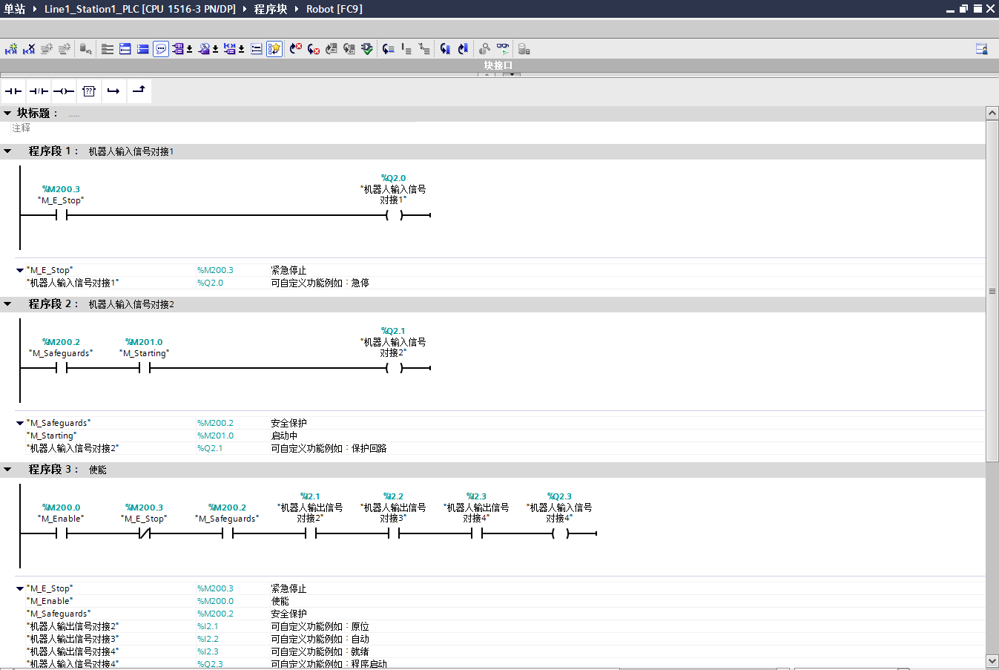 单站 Line1_Station1_PLC [CPU 1516-3 PN/DP] 程序块 Robot [FC9]
块接口
??
块标题： .....
注释
程序段 1： 机器人输入信号对接1
%Q2.0
%M200.3 "机器人输入信号
"M_E_Stop" 对接1"
"M_E_Stop" %M200.3 紧急停止
"机器人输入信号对接1" %Q2.0 可自定义功能例如：急停
程序段 2： 机器人输入信号对接2
%Q2.1
%M200.2 %M201.0 "机器人输入信号
"M_Safeguards" "M_Starting" 对接2"
"M_Safeguards" %M200.2 安全保护
"M_Starting" %M201.0 启动中
"机器人输入信号对接2" %Q2.1 可自定义功能例如：保护回路
程序段 3： 使能
%I2.1 %I2.2 %I2.3 %Q2.3
%M200.0 %M200.3 %M200.2 "机器人输出信号 "机器人输出信号 "机器人输出信号 "机器人输入信号
"M_Enable" "M_E_Stop" "M_Safeguards" 对接2" 对接3" 对接4" 对接4"
"M_E_Stop" %M200.3 紧急停止
"M_Enable" %M200.0 使能
"M_Safeguards" %M200.2 安全保护
"机器人输出信号对接2" %I2.1 可自定义功能例如：原位
"机器人输出信号对接3" %I2.2 可自定义功能例如：自动
"机器人输出信号对接4" %I2.3 可自定义功能例如：就绪
"机器人输入信号对接4" %Q2.3 可自定义功能例如：程序启动